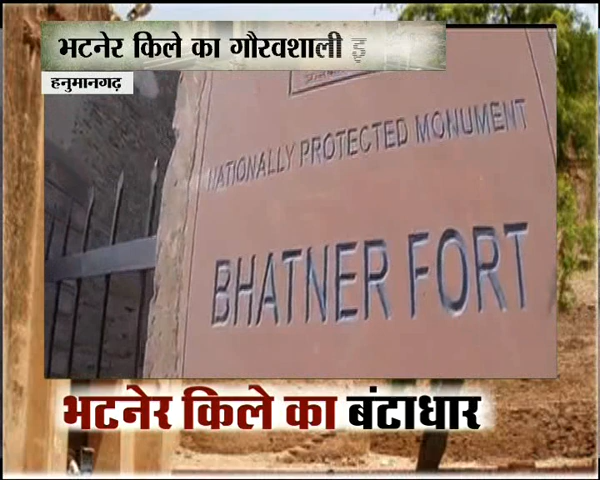 भटनेर किले का गौरवशाली
हनुमानगढ़
NATIONALLY PROTECTED MONUMENT
BHATNER FORT
भटनेर किले का बंटाधार